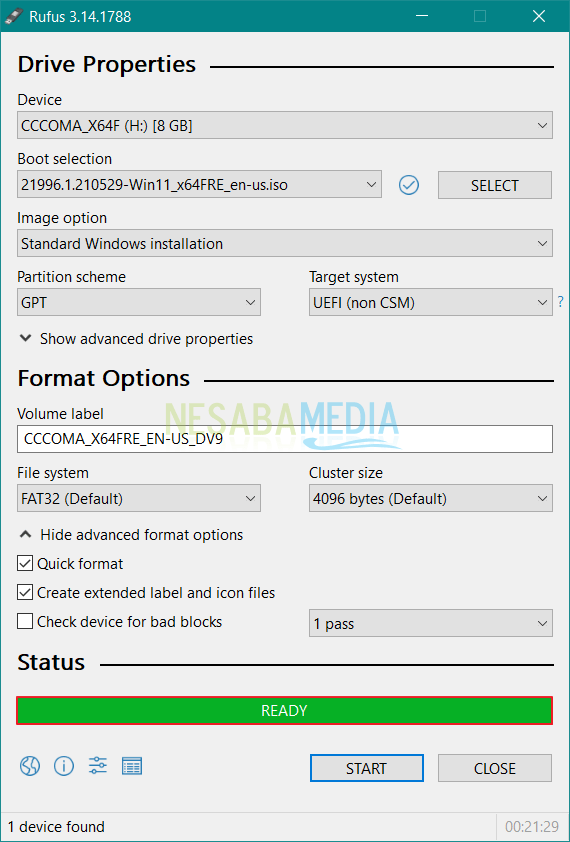 Rufus 3.14.1788
Drive Properties
Device
CCCOMA_X64F (H:) [8 GB]
Boot selection
21996.1.210529-Win11_x64FRE_en-us.iso
SELECT
Image option
Standard Windows installation
Partition scheme
Target system
GPT
UEFI (non CSM)
?
Show advanced drive properties
Format Options
NESABAMEDIA
Volume label
CCCOMA_X64FRE_EN-US_DV9
File system
Cluster size
FAT32 (Default)
4096 bytes (Default)
Hide advanced format options
Quick format
Create extended label and icon files
Check device for bad blocks
1 pass
Status
READY
START
CLOSE
1 device found
00:21:29